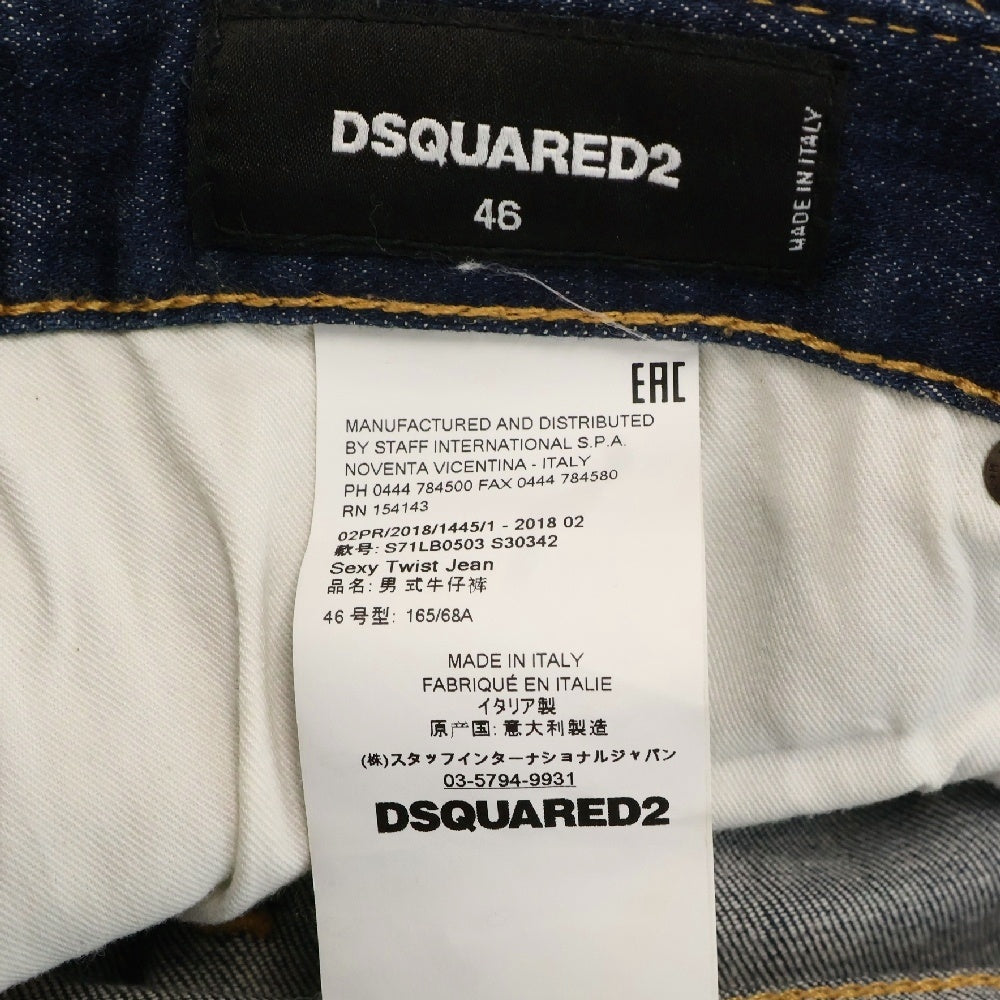 DSQUARED2
46
MADE IN ITALY
EAC
MANUFACTURED AND DISTRIBUTED
BY STAFF INTERNATIONAL S.P.A.
NOVENTA VICENTINA - ITALY
PH 0444 784500 FAX 0444 784580
RN 154143
02PR/2018/1445/1 - 2018 02
款号: S71LB0503 S30342
Sexy Twist Jean
品名: 男 式牛仔裤
46 号型: 165/68A
MADE IN ITALY
FABRIQUÉ EN ITALIE
イタリア製
原产国: 意大利製造
(株)スタッフインターナショナルジャパン
03-5794-9931
DSQUARED2